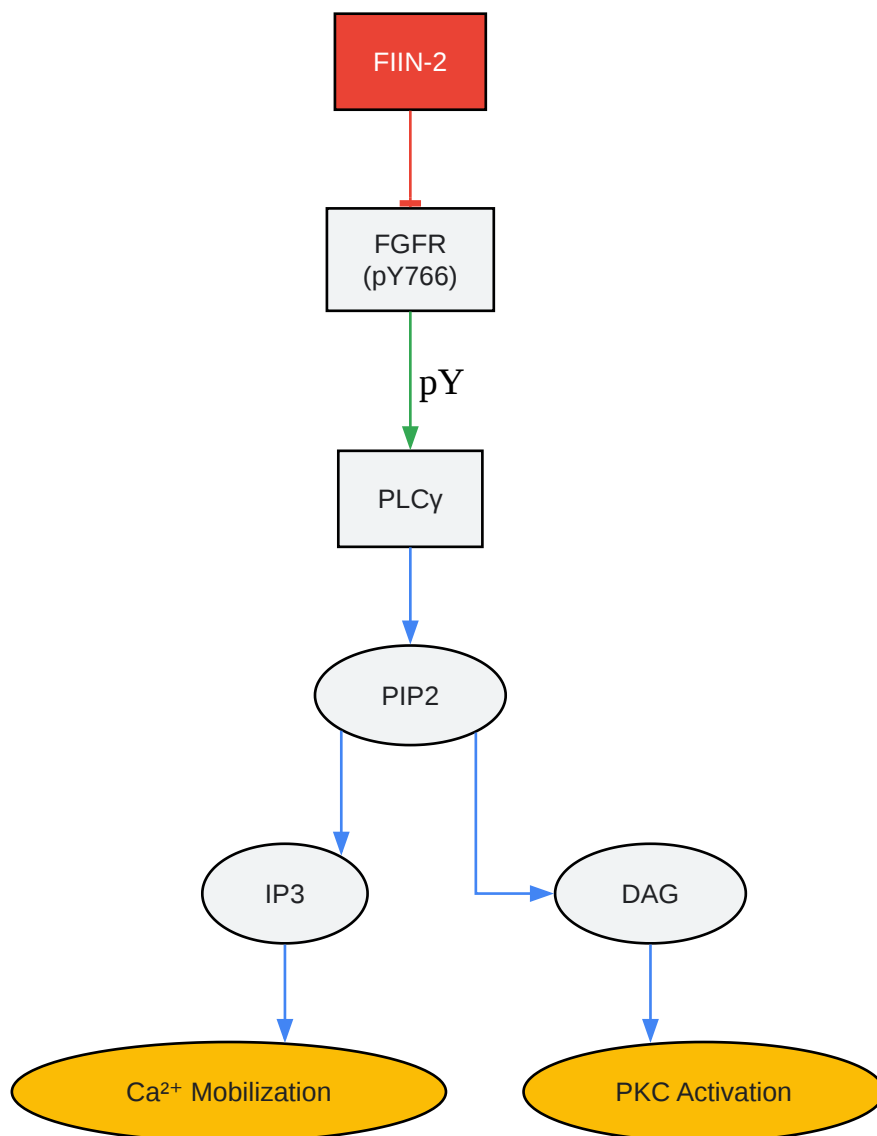 FIIN-2
FGFR
(pY766)
pY
PLCγ
PIP2
IP3
DAG
Ca²⁺ Mobilization
PKC Activation